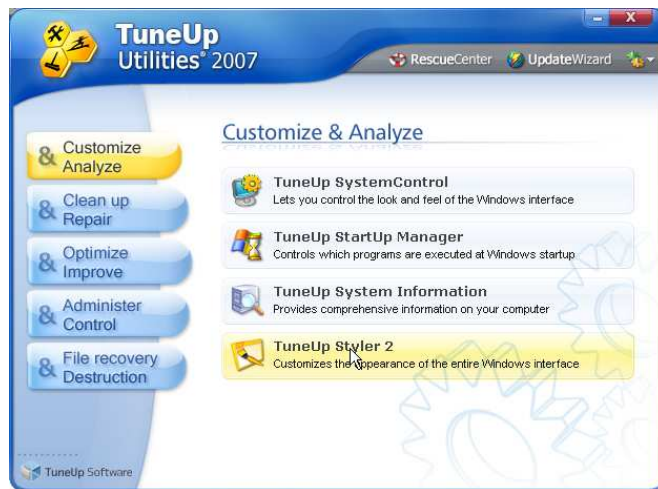 TuneUp
Utilities® 2007
RescueCenter
UpdateWizard
Customize & Analyze
& Customize
Analyze
& Clean up
Repair
& Optimize
Improve
& Administer
Control
& File recovery
Destruction
TuneUp SystemControl
Lets you control the look and feel of the Windows interface
TuneUp StartUp Manager
Controls which programs are executed at Windows startup
TuneUp System Information
Provides comprehensive information on your computer
TuneUp Styler 2
Customizes the appearance of the entire Windows interface
TuneUp Software